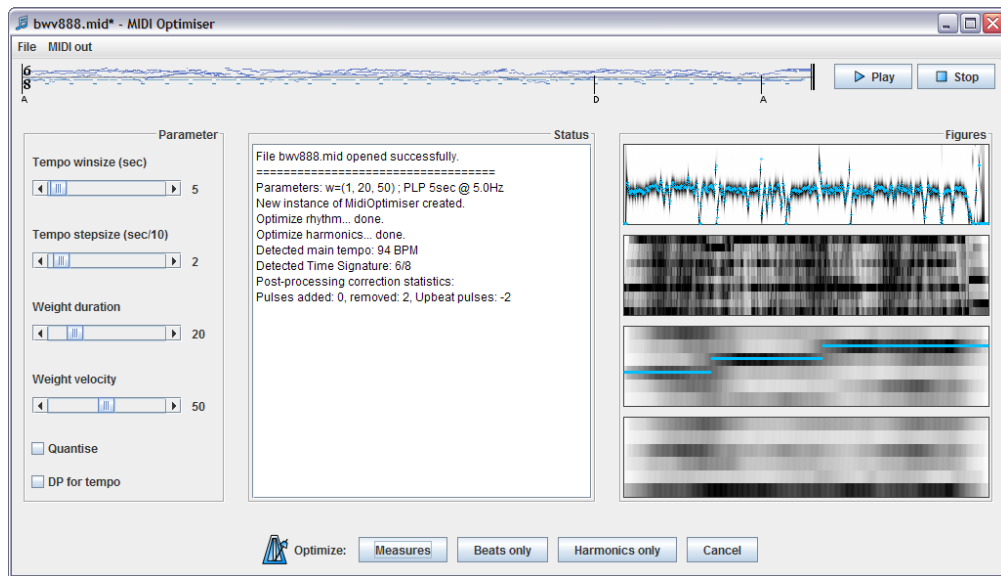 bwv888.mid* - MIDI Optimiser
File MIDI out
6
8
A D A
Play Stop
Parameter
Tempo winsize (sec)
5
Tempo stepsize (sec/10)
2
Weight duration
20
Weight velocity
50
Quantise
DP for tempo
Status
File bwv888.mid opened successfully.
===================================
Parameters: w=(1, 20, 50) ; PLP 5sec @ 5.0Hz
New instance of MidiOptimiser created.
Optimize rhythm... done.
Optimize harmonics... done.
Detected main tempo: 94 BPM
Detected Time Signature: 6/8
Post-processing correction statistics:
Pulses added: 0, removed: 2, Upbeat pulses: -2
Figures
Optimize: Measures Beats only Harmonics only Cancel